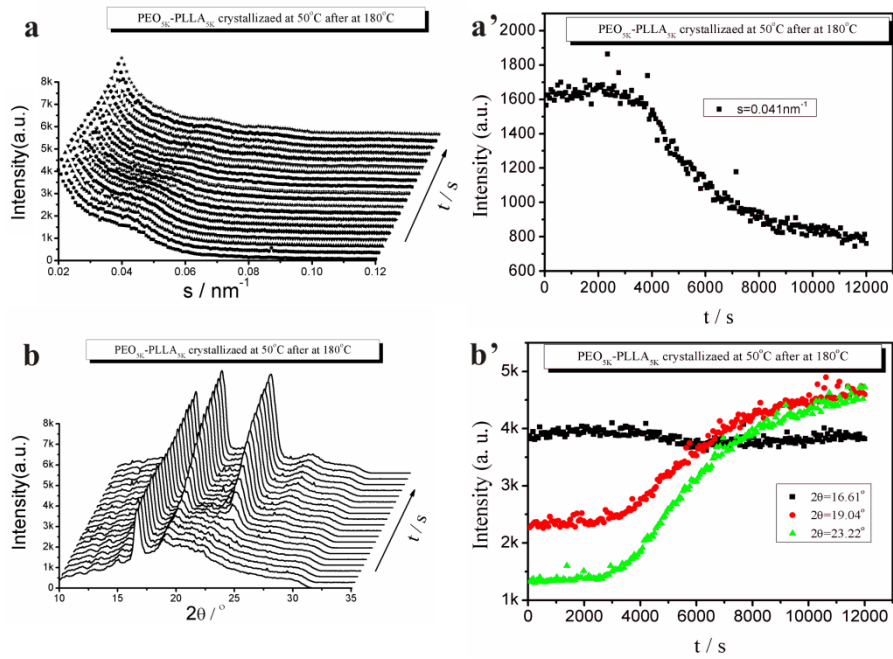 a
PEO5K-PLLA5K crystallizaed at 50°C after at 180°C
Intensity(a.u.)
8k
7k
6k
5k
4k
3k
2k
1k
0
0.02 0.04 0.06 0.08 0.10 0.12
s / nm-1
t / s
a'
PEO5K-PLLA5K crystallizaed at 50°C after at 180°C
s=0.041nm-1
Intensity (a.u.)
2000
1800
1600
1400
1200
1000
800
600
0 2000 4000 6000 8000 10000 12000
t / s
b
PEO5K-PLLA5K crystallizaed at 50°C after at 180°C
Intensity(a.u.)
8k
7k
6k
5k
4k
3k
2k
1k
0
10 15 20 25 30 35
2θ / °
t / s
b'
PEO5K-PLLA5K crystallizaed at 50°C after at 180°C
Intensity (a. u.)
5k
4k
3k
2k
1k
2θ=16.61°
2θ=19.04°
2θ=23.22°
0 2000 4000 6000 8000 10000 12000
t / s